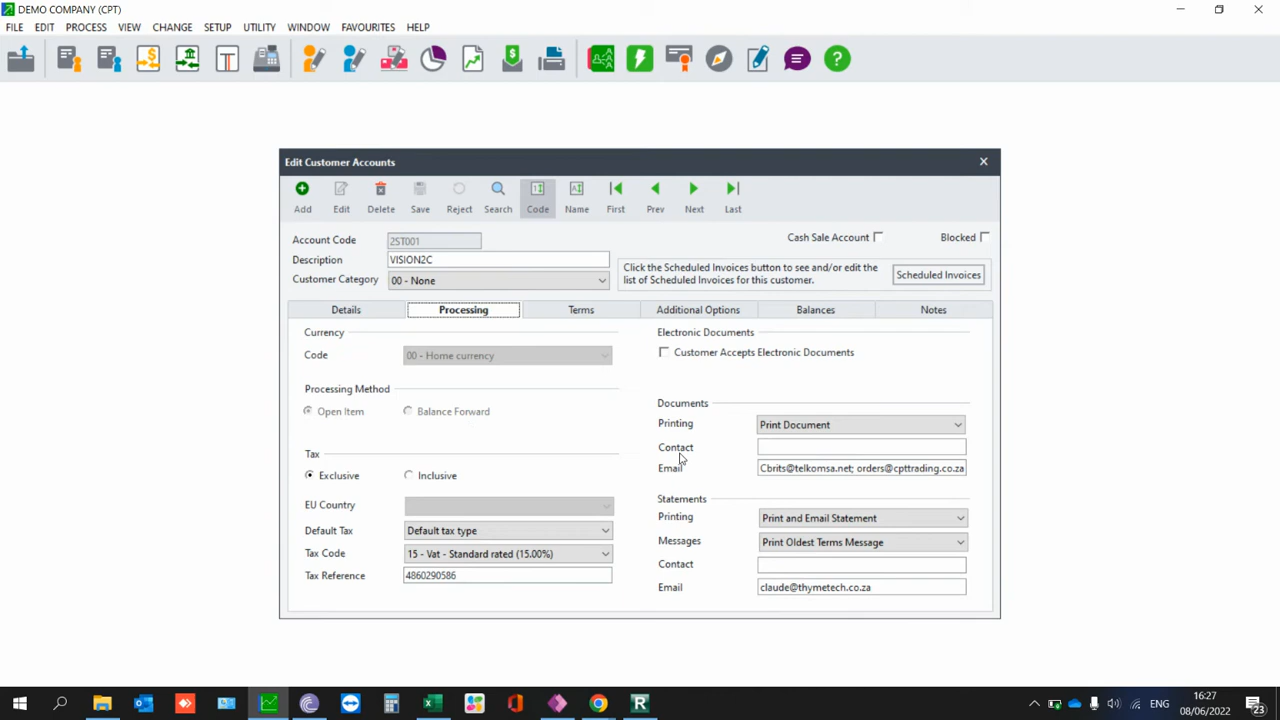 DEMO COMPANY (CPT)
FILE EDIT PROCESS VIEW CHANGE SETUP UTILITY WINDOW FAVOURITES HELP
Edit Customer Accounts
Add Edit Delete Save Reject Search Code Name First Prev Next Last
Account Code 2ST001 Cash Sale Account Blocked
Description VISION2C
Customer Category 00 - None
Click the Scheduled Invoices button to see and/or edit the
list of Scheduled Invoices for this customer.
Scheduled Invoices
Details Processing Terms Additional Options Balances Notes
Currency
Code 00 - Home currency
Processing Method
Open Item Balance Forward
Tax
Exclusive Inclusive
EU Country
Default Tax Default tax type
Tax Code 15 - Vat - Standard rated (15.00%)
Tax Reference 4860290586
Electronic Documents
Customer Accepts Electronic Documents
Documents
Printing Print Document
Contact
Email Cbrits@telkomsa.net; orders@cpttrading.co.za
Statements
Printing Print and Email Statement
Messages Print Oldest Terms Message
Contact
Email claude@thymetech.co.za
ENG
16:27
08/06/2022
23